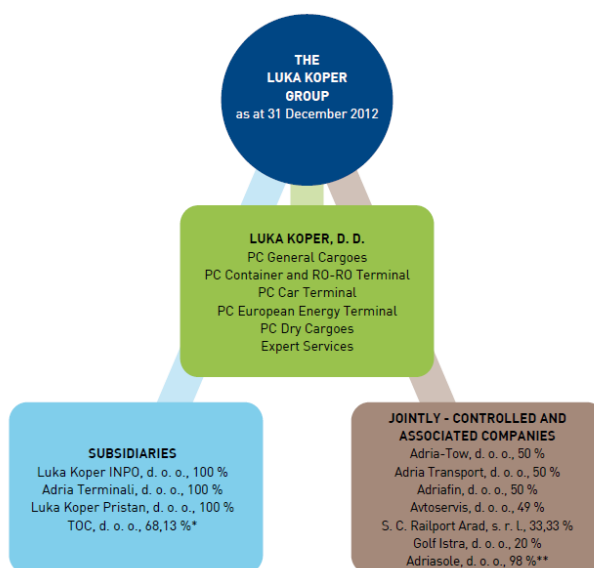 THE
LUKA KOPER
GROUP
as at 31 December 2012
LUKA KOPER, D. D.
PC General Cargoes
PC Container and RO-RO Terminal
PC Car Terminal
PC European Energy Terminal
PC Dry Cargoes
Expert Services
SUBSIDIARIES
Luka Koper INPO, d. o. o., 100 %
Adria Terminali, d. o. o., 100 %
Luka Koper Pristan, d. o. o., 100 %
TOC, d. o. o., 68,13 %*
JOINTLY - CONTROLLED AND
ASSOCIATED COMPANIES
Adria-Tow, d. o. o., 50 %
Adria Transport, d. o. o., 50 %
Adriafin, d. o. o., 50 %
Avtoservis, d. o. o., 49 %
S. C. Railport Arad, s. r. l., 33,33 %
Golf Istra, d. o. o., 20 %
Adriasole, d. o. o., 98 %**